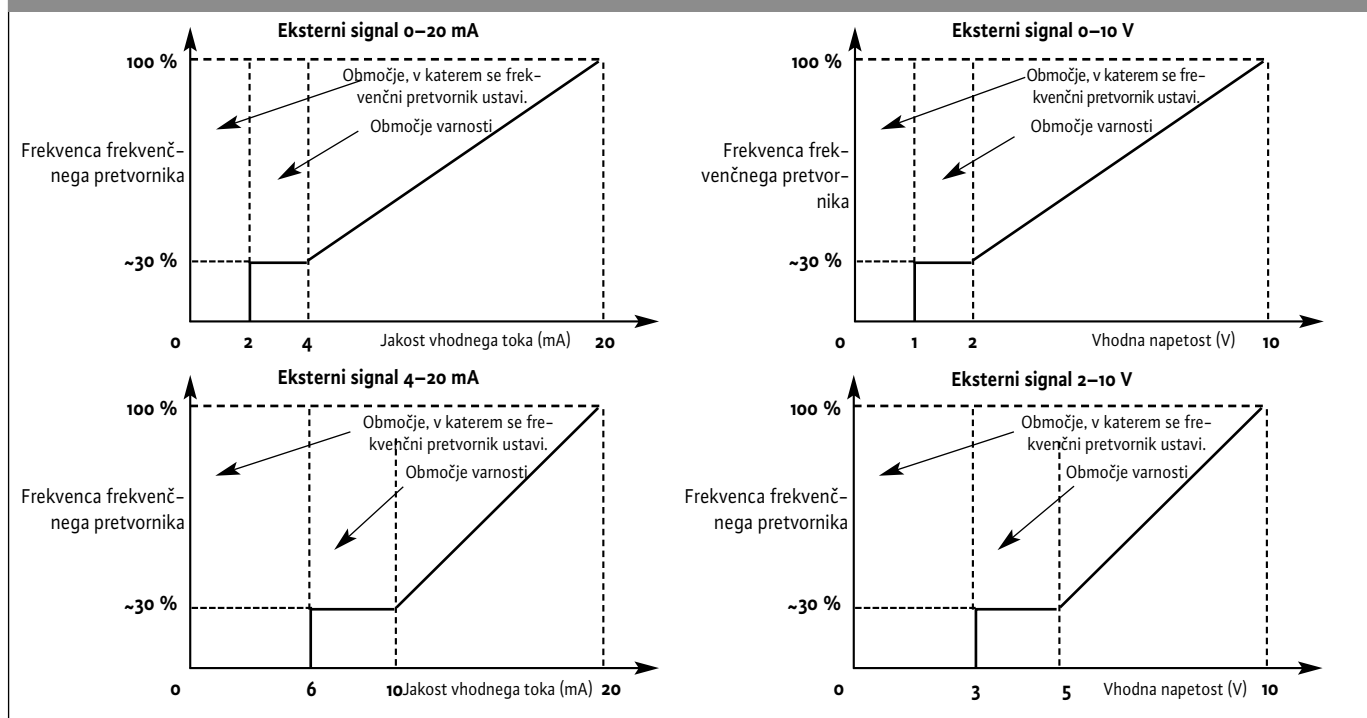 Eksterni signal 0–20 mA
100 %
Območje, v katerem se frek-
venčni pretvornik ustavi.
Območje varnosti
Frekvenca frekvenč-
nega pretvornika
~30 %
0
2
4
Jakost vhodnega toka (mA)
20
Eksterni signal 0–10 V
100 %
Območje, v katerem se fre-
kvenčni pretvornik ustavi.
Območje varnosti
Frekvenca frek-
venčnega pretvor-
nika
~30 %
0
1
2
Vhodna napetost (V)
10
Eksterni signal 4–20 mA
100 %
Območje, v katerem se fre-
kvenčni pretvornik ustavi.
Območje varnosti
Frekvenca frekvenč-
nega pretvornika
~30 %
0
6
10
Jakost vhodnega toka (mA)
20
Eksterni signal 2–10 V
100 %
Območje, v katerem se fre-
kvenčni pretvornik ustavi.
Območje varnosti
Frekvenca frekvenč-
nega pretvornika
~30 %
0
3
5
Vhodna napetost (V)
10